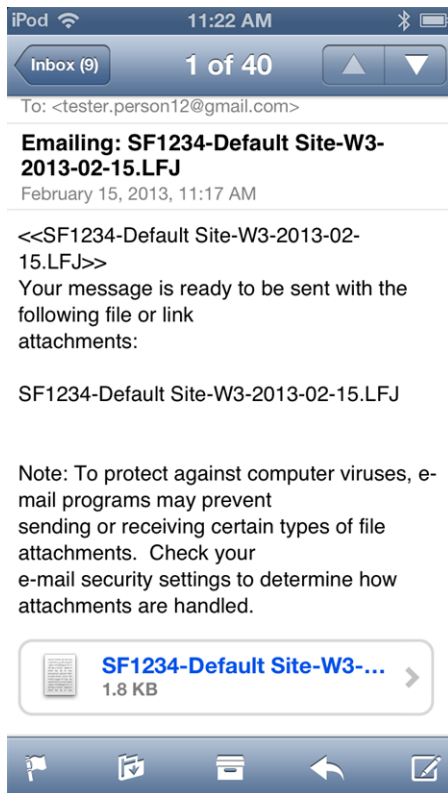 iPod 11:22 AM
Inbox (9) 1 of 40
To: <tester.person12@gmail.com>
Emailing: SF1234-Default Site-W3-
2013-02-15.LFJ
February 15, 2013, 11:17 AM
<<SF1234-Default Site-W3-2013-02-
15.LFJ>>
Your message is ready to be sent with the
following file or link
attachments:
SF1234-Default Site-W3-2013-02-15.LFJ
Note: To protect against computer viruses, e-
mail programs may prevent
sending or receiving certain types of file
attachments.  Check your
e-mail security settings to determine how
attachments are handled.
SF1234-Default Site-W3-...
1.8 KB